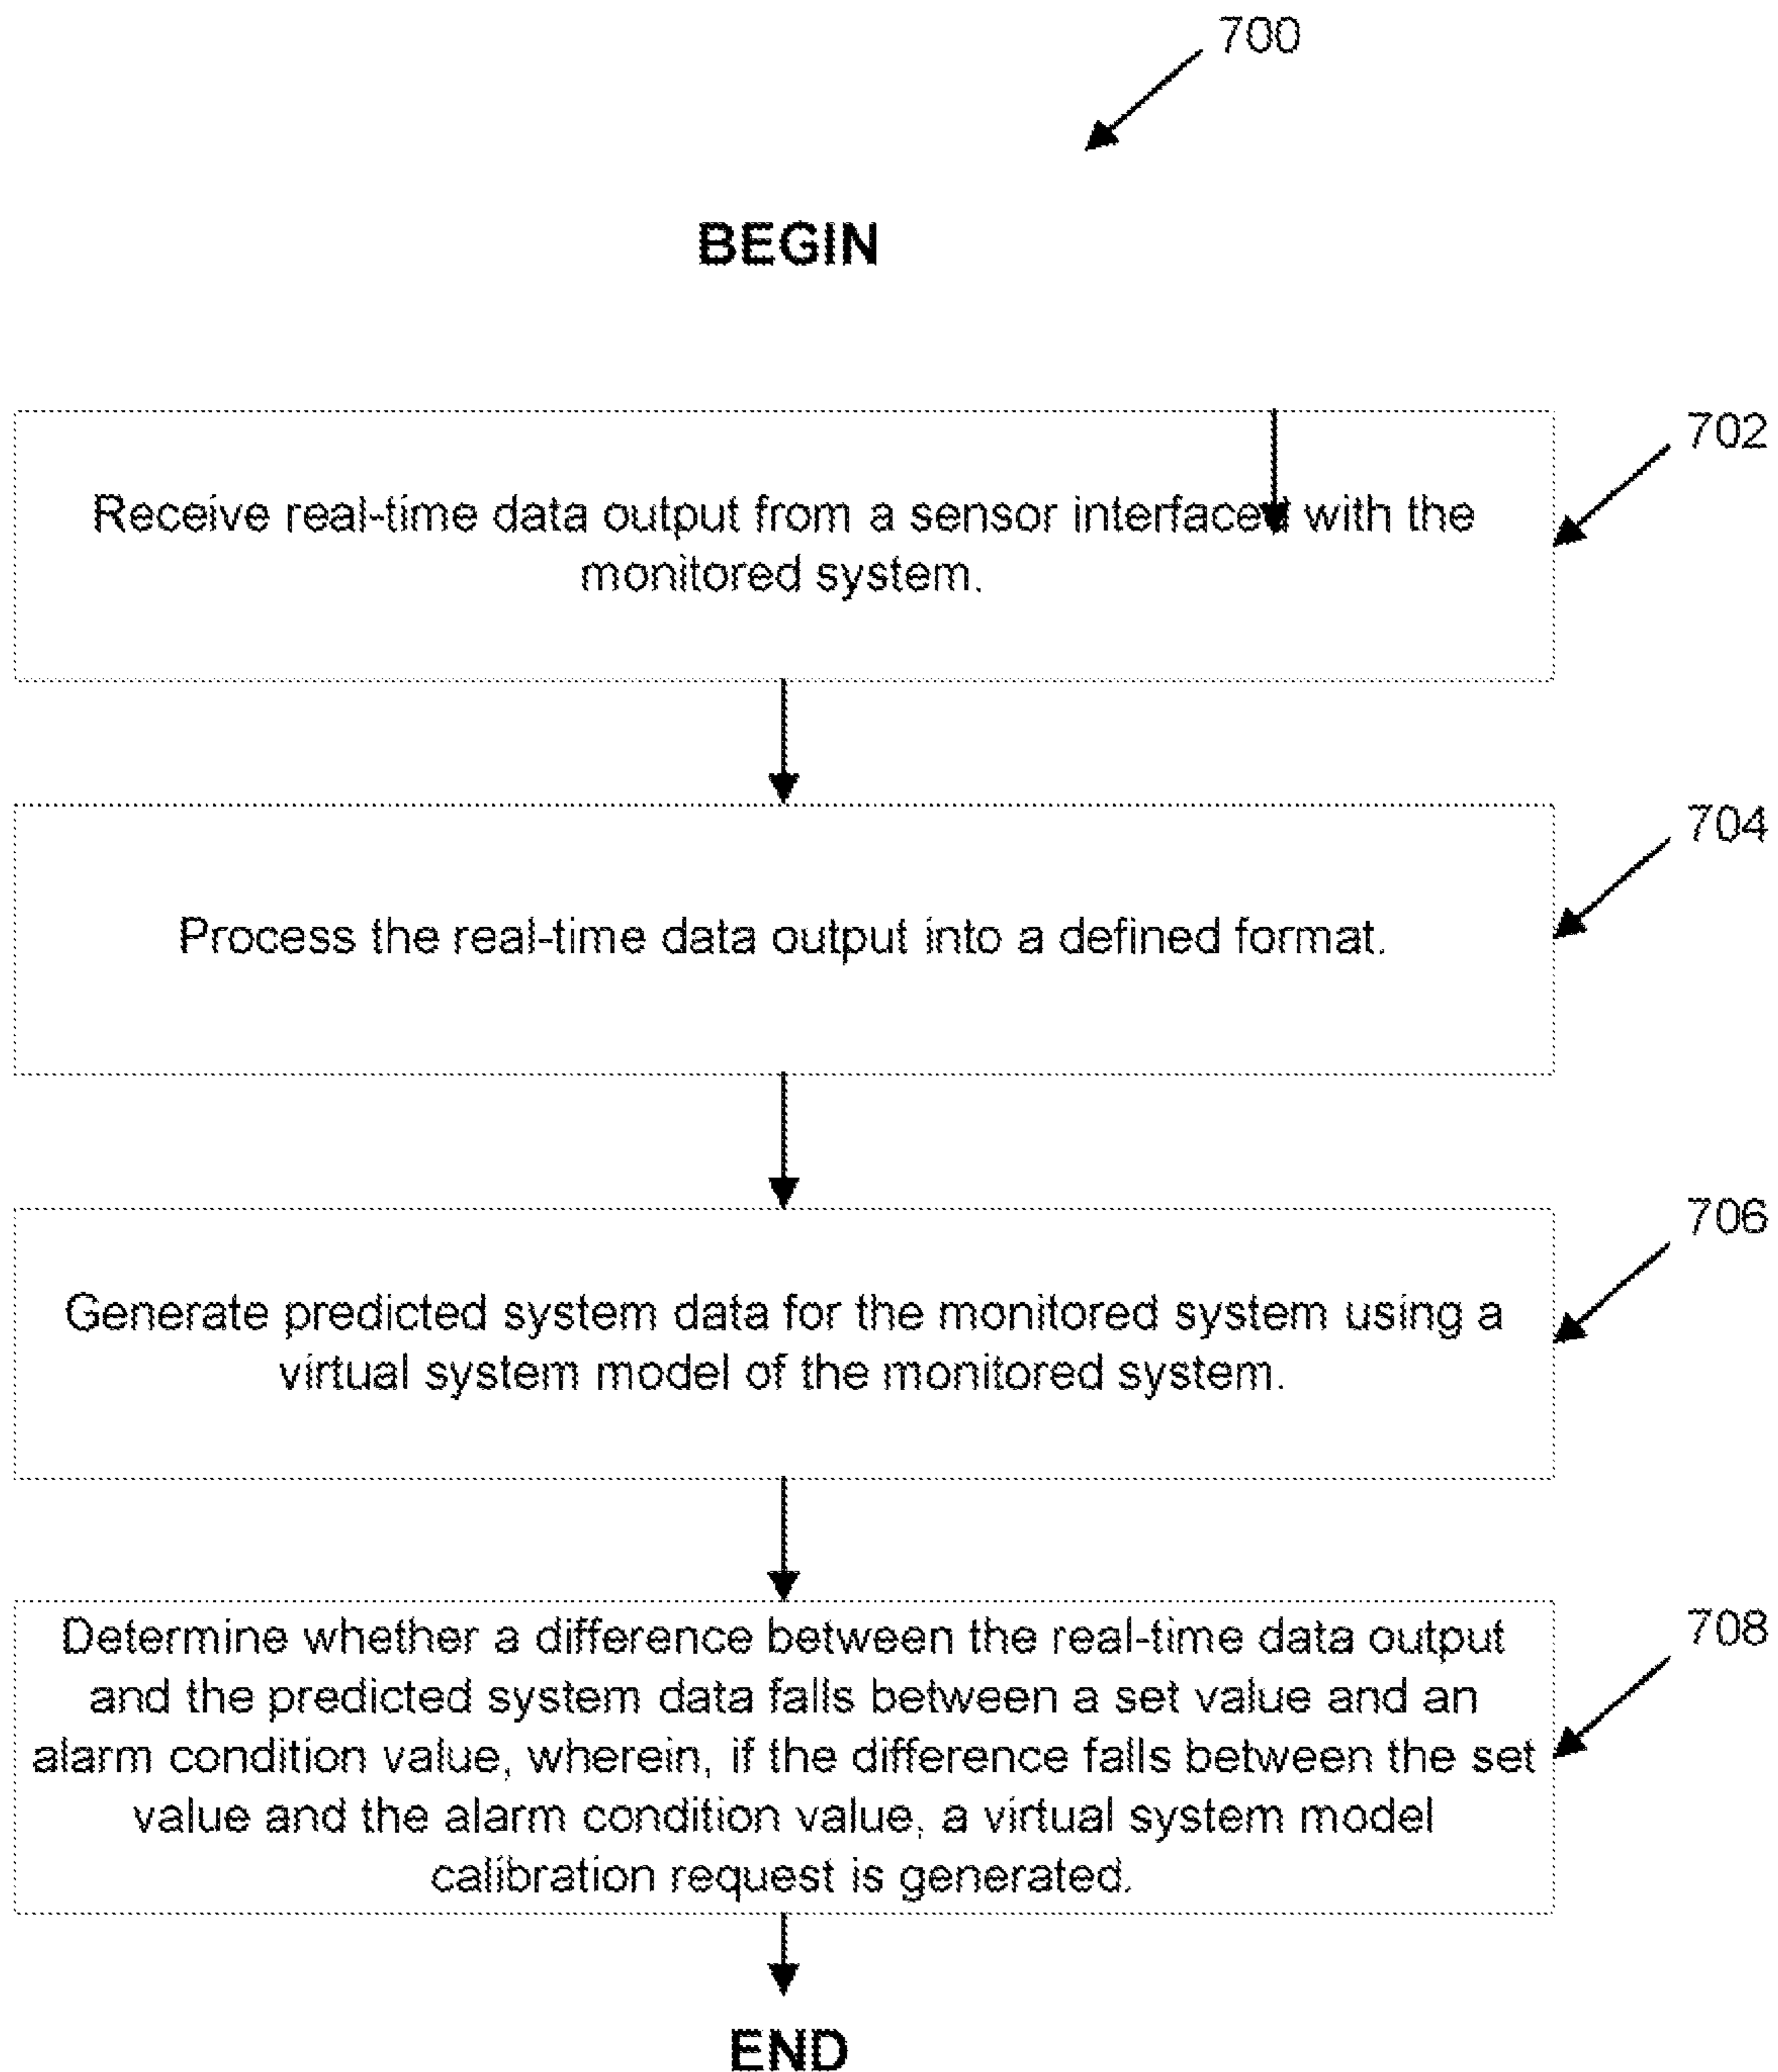 700
BEGIN
702
Receive real-time data output from a sensor interfaced with the
monitored system.
704
Process the real-time data output into a defined format.
706
Generate predicted system data for the monitored system using a
virtual system model of the monitored system.
708
Determine whether a difference between the real-time data output
and the predicted system data falls between a set value and an
alarm condition value, wherein, if the difference falls between the set
value and the alarm condition value, a virtual system model
calibration request is generated.
END